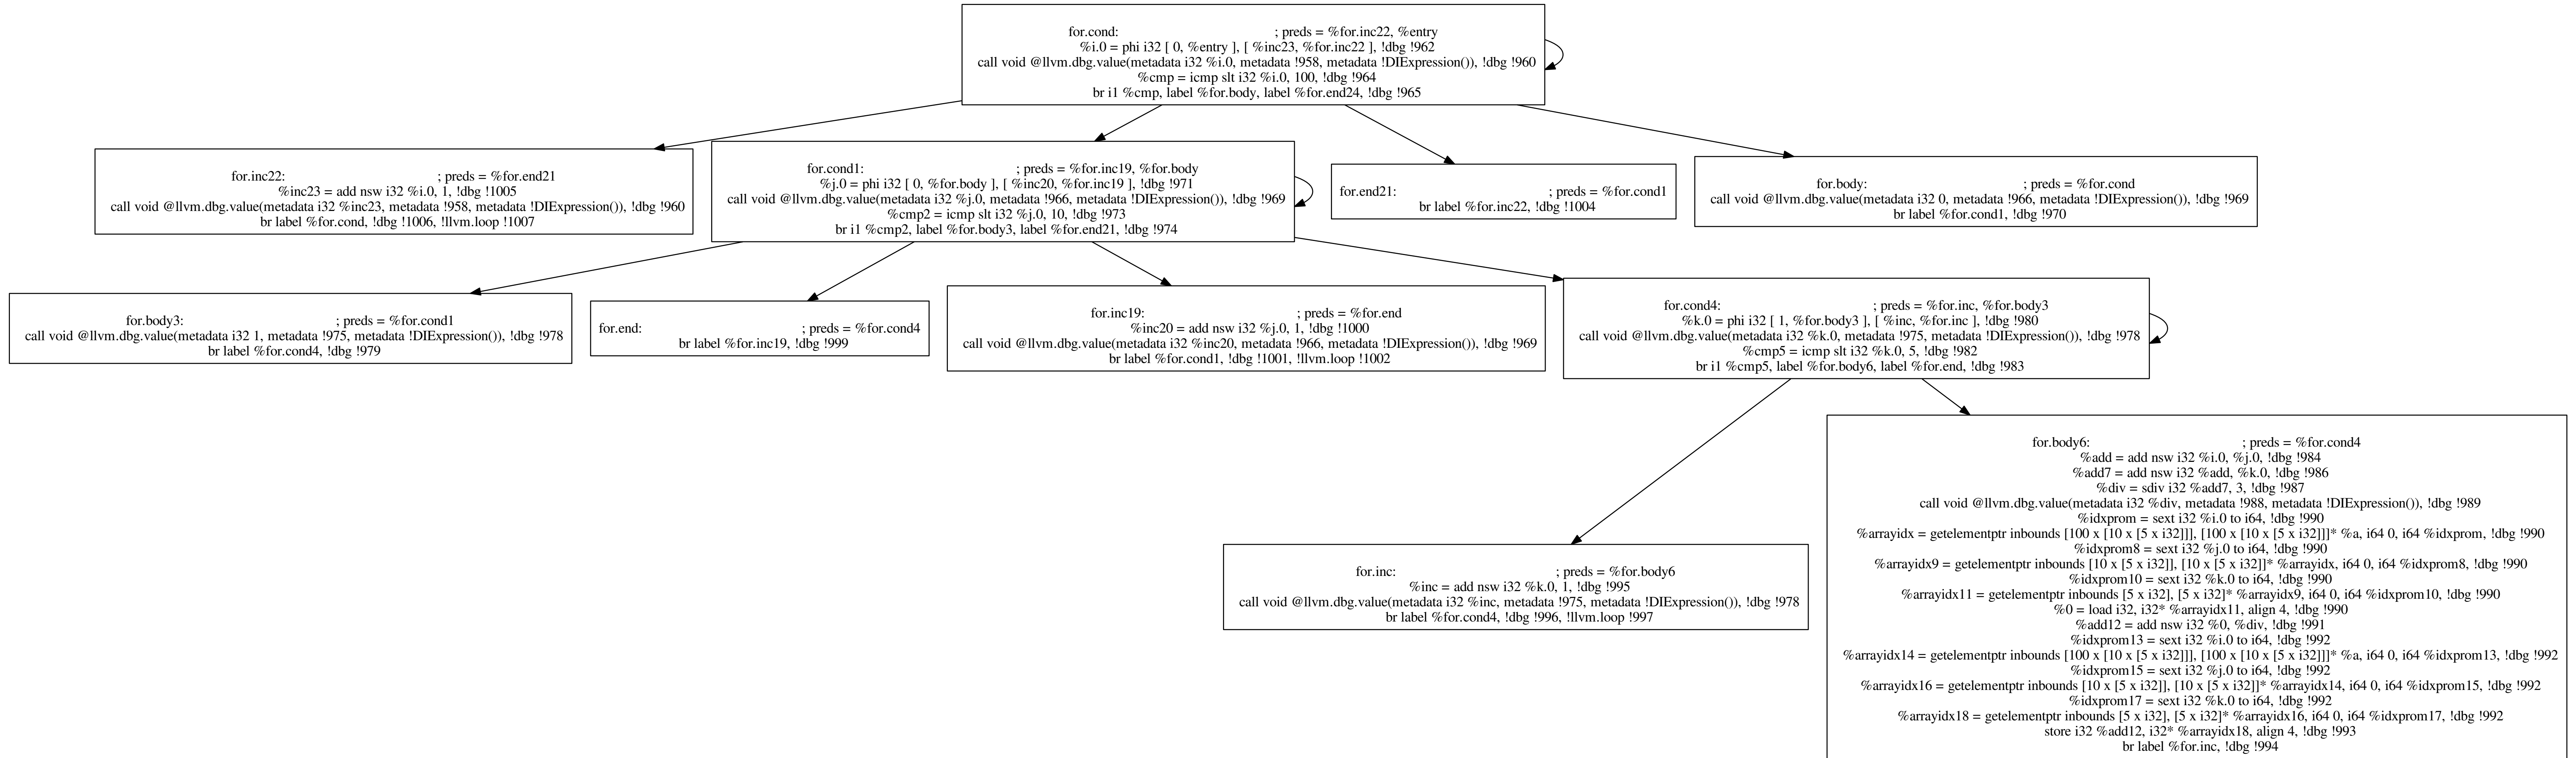 for.cond: ; preds = %for.inc22, %entry
%i.0 = phi i32 [ 0, %entry ], [ %inc23, %for.inc22 ], !dbg !962
call void @llvm.dbg.value(metadata i32 %i.0, metadata !958, metadata !DIExpression()), !dbg !960
%cmp = icmp slt i32 %i.0, 100, !dbg !964
br i1 %cmp, label %for.body, label %for.end24, !dbg !965
for.inc22: ; preds = %for.end21
%inc23 = add nsw i32 %i.0, 1, !dbg !1005
call void @llvm.dbg.value(metadata i32 %inc23, metadata !958, metadata !DIExpression()), !dbg !960
br label %for.cond, !dbg !1006, !llvm.loop !1007
for.cond1: ; preds = %for.inc19, %for.body
%j.0 = phi i32 [ 0, %for.body ], [ %inc20, %for.inc19 ], !dbg !971
call void @llvm.dbg.value(metadata i32 %j.0, metadata !966, metadata !DIExpression()), !dbg !969
%cmp2 = icmp slt i32 %j.0, 10, !dbg !973
br i1 %cmp2, label %for.body3, label %for.end21, !dbg !974
for.end21: ; preds = %for.cond1
br label %for.inc22, !dbg !1004
for.body: ; preds = %for.cond
call void @llvm.dbg.value(metadata i32 0, metadata !966, metadata !DIExpression()), !dbg !969
br label %for.cond1, !dbg !970
for.body3: ; preds = %for.cond1
call void @llvm.dbg.value(metadata i32 1, metadata !975, metadata !DIExpression()), !dbg !978
br label %for.cond4, !dbg !979
for.end: ; preds = %for.cond4
br label %for.inc19, !dbg !999
for.inc19: ; preds = %for.end
%inc20 = add nsw i32 %j.0, 1, !dbg !1000
call void @llvm.dbg.value(metadata i32 %inc20, metadata !966, metadata !DIExpression()), !dbg !969
br label %for.cond1, !dbg !1001, !llvm.loop !1002
for.cond4: ; preds = %for.inc, %for.body3
%k.0 = phi i32 [ 1, %for.body3 ], [ %inc, %for.inc ], !dbg !980
call void @llvm.dbg.value(metadata i32 %k.0, metadata !975, metadata !DIExpression()), !dbg !978
%cmp5 = icmp slt i32 %k.0, 5, !dbg !982
br i1 %cmp5, label %for.body6, label %for.end, !dbg !983
for.inc: ; preds = %for.body6
%inc = add nsw i32 %k.0, 1, !dbg !995
call void @llvm.dbg.value(metadata i32 %inc, metadata !975, metadata !DIExpression()), !dbg !978
br label %for.cond4, !dbg !996, !llvm.loop !997
for.body6: ; preds = %for.cond4
%add = add nsw i32 %i.0, %j.0, !dbg !984
%add7 = add nsw i32 %add, %k.0, !dbg !986
%div = sdiv i32 %add7, 3, !dbg !987
call void @llvm.dbg.value(metadata i32 %div, metadata !988, metadata !DIExpression()), !dbg !989
%idxprom = sext i32 %i.0 to i64, !dbg !990
%arrayidx = getelementptr inbounds [100 x [10 x [5 x i32]]], [100 x [10 x [5 x i32]]]* %a, i64 0, i64 %idxprom, !dbg !990
%idxprom8 = sext i32 %j.0 to i64, !dbg !990
%arrayidx9 = getelementptr inbounds [10 x [5 x i32]], [10 x [5 x i32]]* %arrayidx, i64 0, i64 %idxprom8, !dbg !990
%idxprom10 = sext i32 %k.0 to i64, !dbg !990
%arrayidx11 = getelementptr inbounds [5 x i32], [5 x i32]* %arrayidx9, i64 0, i64 %idxprom10, !dbg !990
%0 = load i32, i32* %arrayidx11, align 4, !dbg !990
%add12 = add nsw i32 %0, %div, !dbg !991
%idxprom13 = sext i32 %i.0 to i64, !dbg !992
%arrayidx14 = getelementptr inbounds [100 x [10 x [5 x i32]]], [100 x [10 x [5 x i32]]]* %a, i64 0, i64 %idxprom13, !dbg !992
%idxprom15 = sext i32 %j.0 to i64, !dbg !992
%arrayidx16 = getelementptr inbounds [10 x [5 x i32]], [10 x [5 x i32]]* %arrayidx14, i64 0, i64 %idxprom15, !dbg !992
%idxprom17 = sext i32 %k.0 to i64, !dbg !992
%arrayidx18 = getelementptr inbounds [5 x i32], [5 x i32]* %arrayidx16, i64 0, i64 %idxprom17, !dbg !992
store i32 %add12, i32* %arrayidx18, align 4, !dbg !993
br label %for.inc, !dbg !994